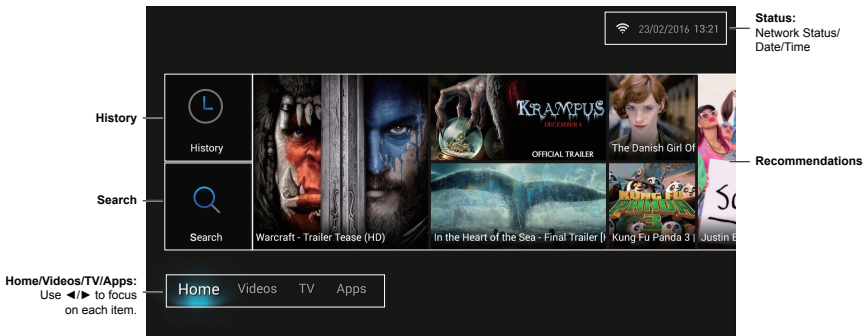 Status:
Network Status/
Date/Time
23/02/2016 13:21
History
History
KRAMPUS
DECEMBER 4
OFFICIAL TRAILER
The Danish Girl Of
Recommendations
Search
Search
Warcraft - Trailer Tease (HD)
In the Heart of the Sea - Final Trailer [
KUNG FU
PANDA
3
Kung Fu Panda 3 |
Justin B
Home/Videos/TV/Apps:
Use ◄/► to focus
on each item.
Home Videos TV Apps